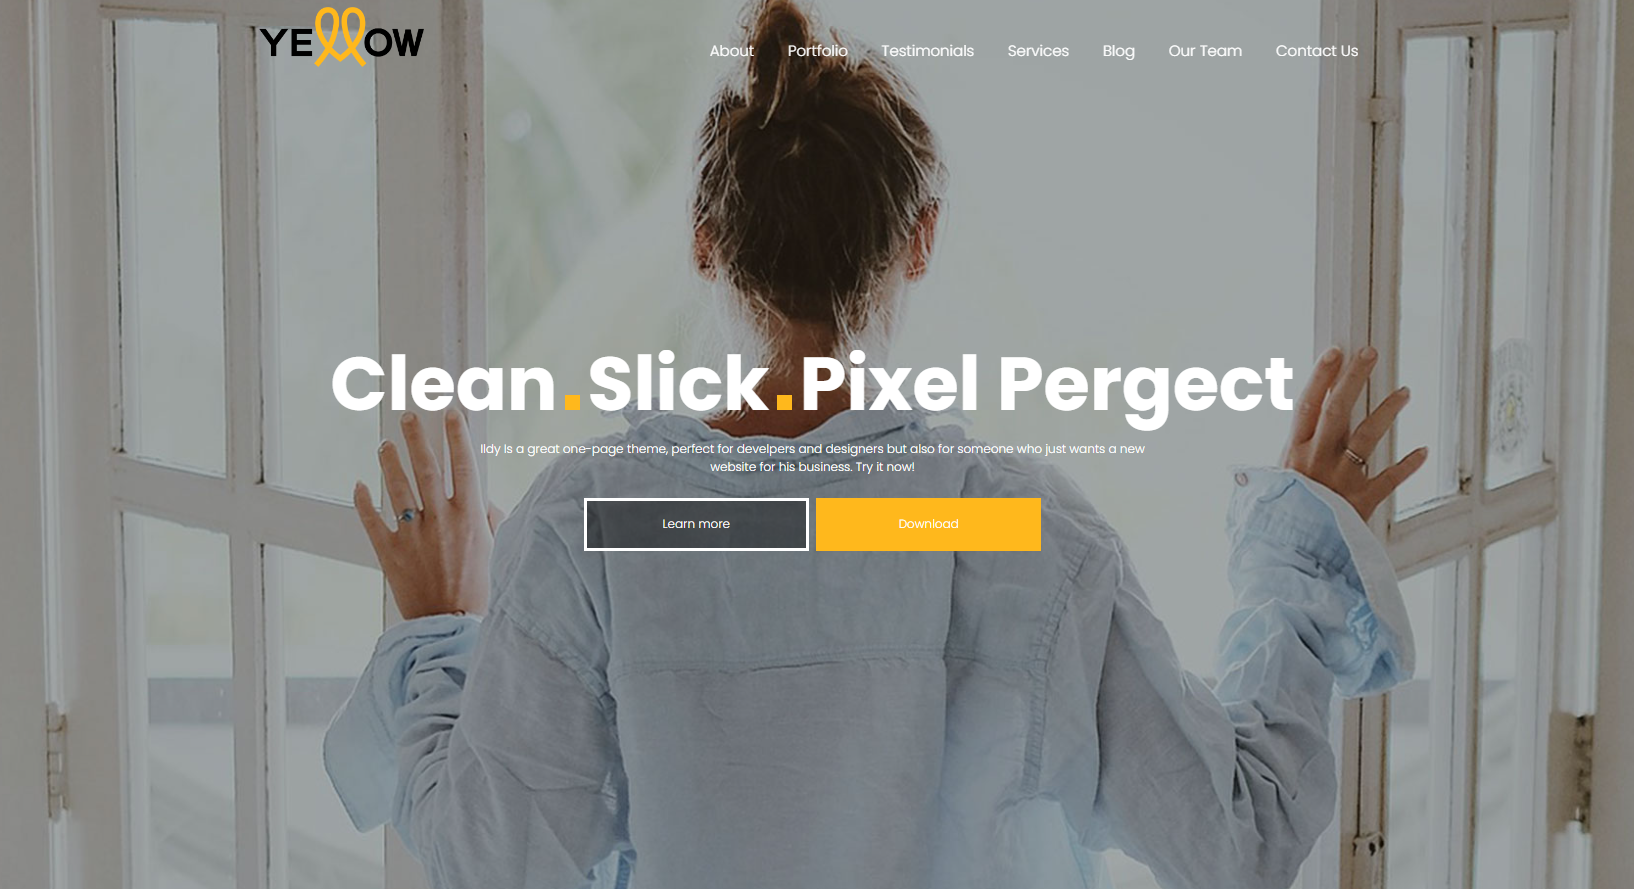 YELLOW
About Portfolio Testimonials Services Blog Our Team Contact Us
Clean.Slick.Pixel Pergect
Ildy Is a great one-page theme, perfect for develpers and designers but also for someone who just wants a new
website for his business. Try it now!
Learn more Download